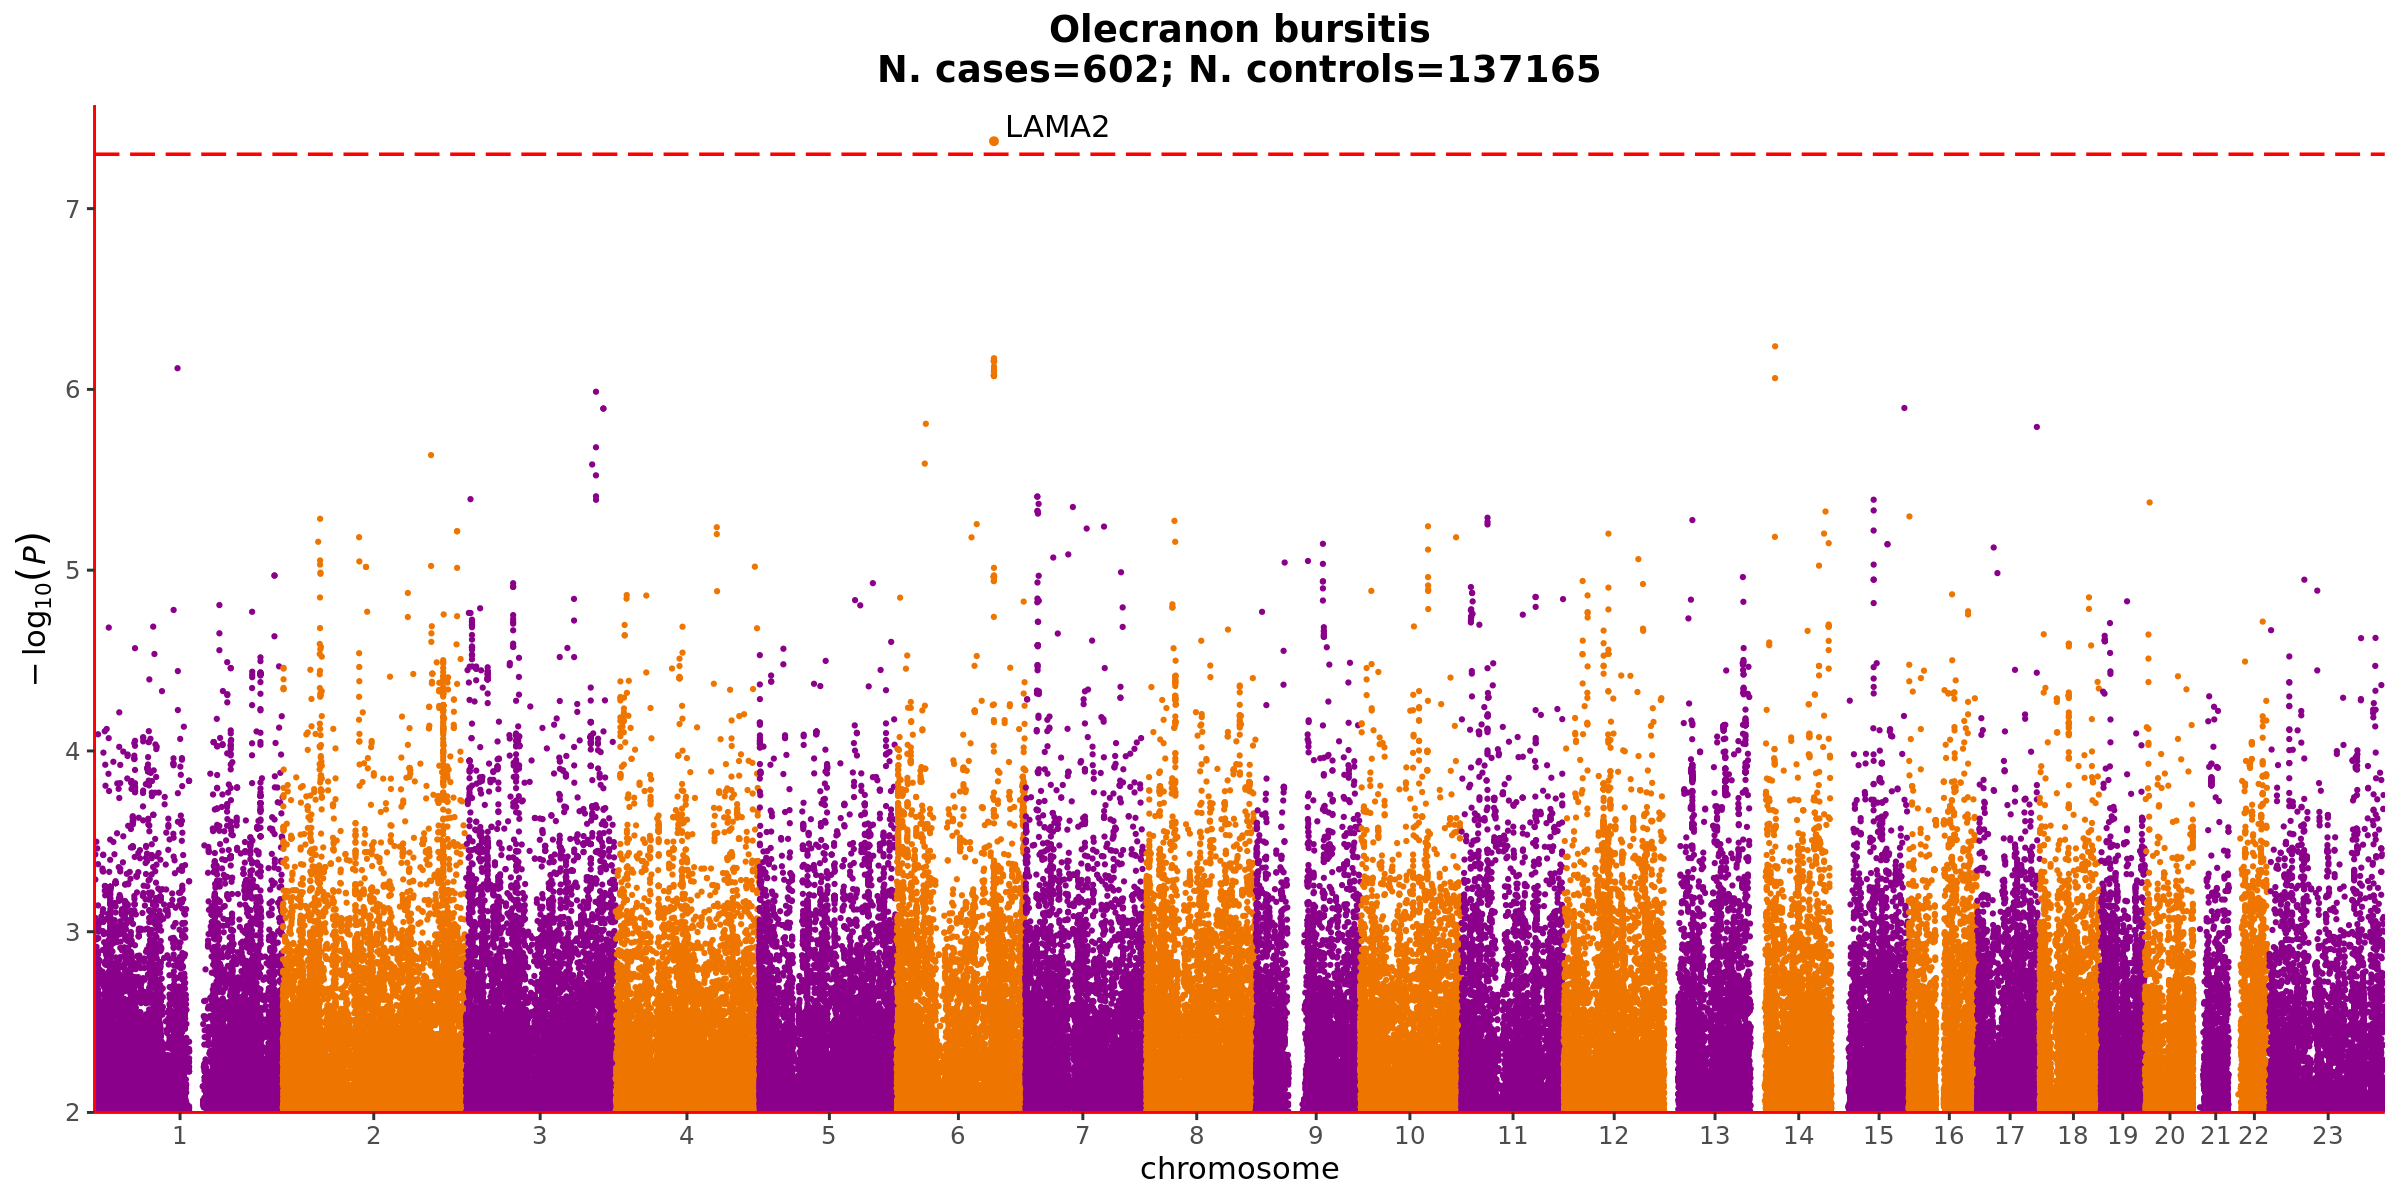 Olecranon bursitis
N. cases=602; N. controls=137165
LAMA2
7
6
5
4
3
2
−log10(P)
1 2 3 4 5 6 7 8 9 10 11 12 13 14 15 16 17 18 19 20 21 22 23
chromosome